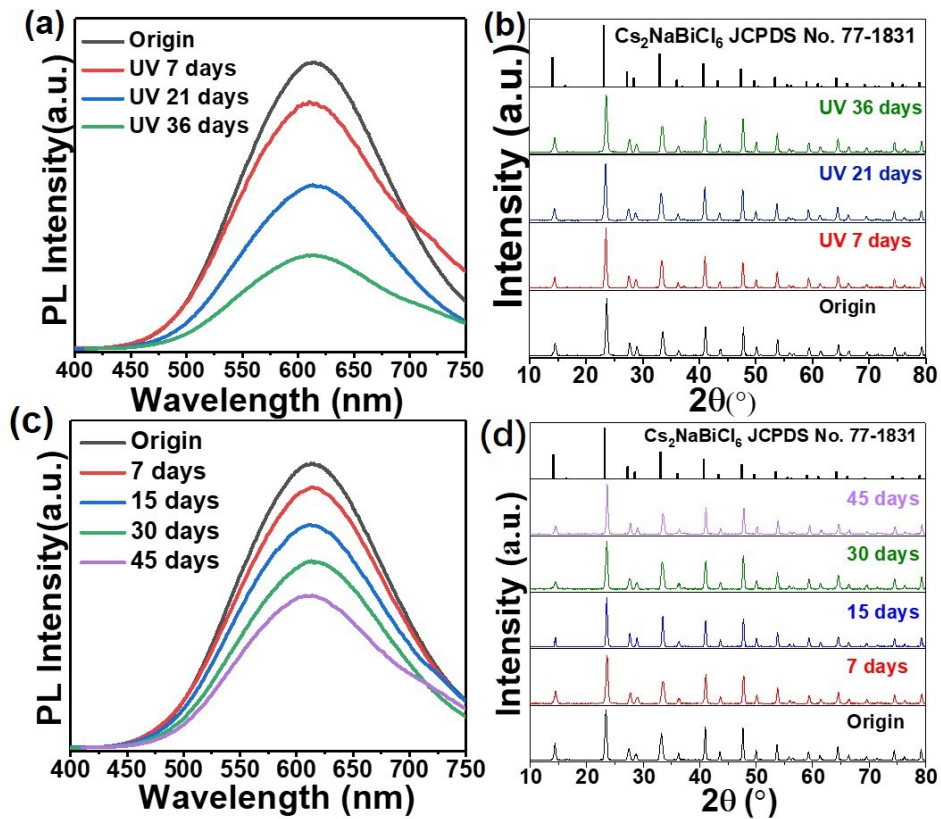 (a)
Origin
UV 7 days
UV 21 days
UV 36 days
PL Intensity(a.u.)
400 450 500 550 600 650 700 750
Wavelength (nm)
(b)
Cs₂NaBiCl₆ JCPDS No. 77-1831
UV 36 days
UV 21 days
UV 7 days
Origin
Intensity (a.u.)
10 20 30 40 50 60 70 80
2θ(°)
(c)
Origin
7 days
15 days
30 days
45 days
PL Intensity(a.u.)
400 450 500 550 600 650 700 750
Wavelength (nm)
(d)
Cs₂NaBiCl₆ JCPDS No. 77-1831
45 days
30 days
15 days
7 days
Origin
Intensity (a.u.)
10 20 30 40 50 60 70 80
2θ (°)